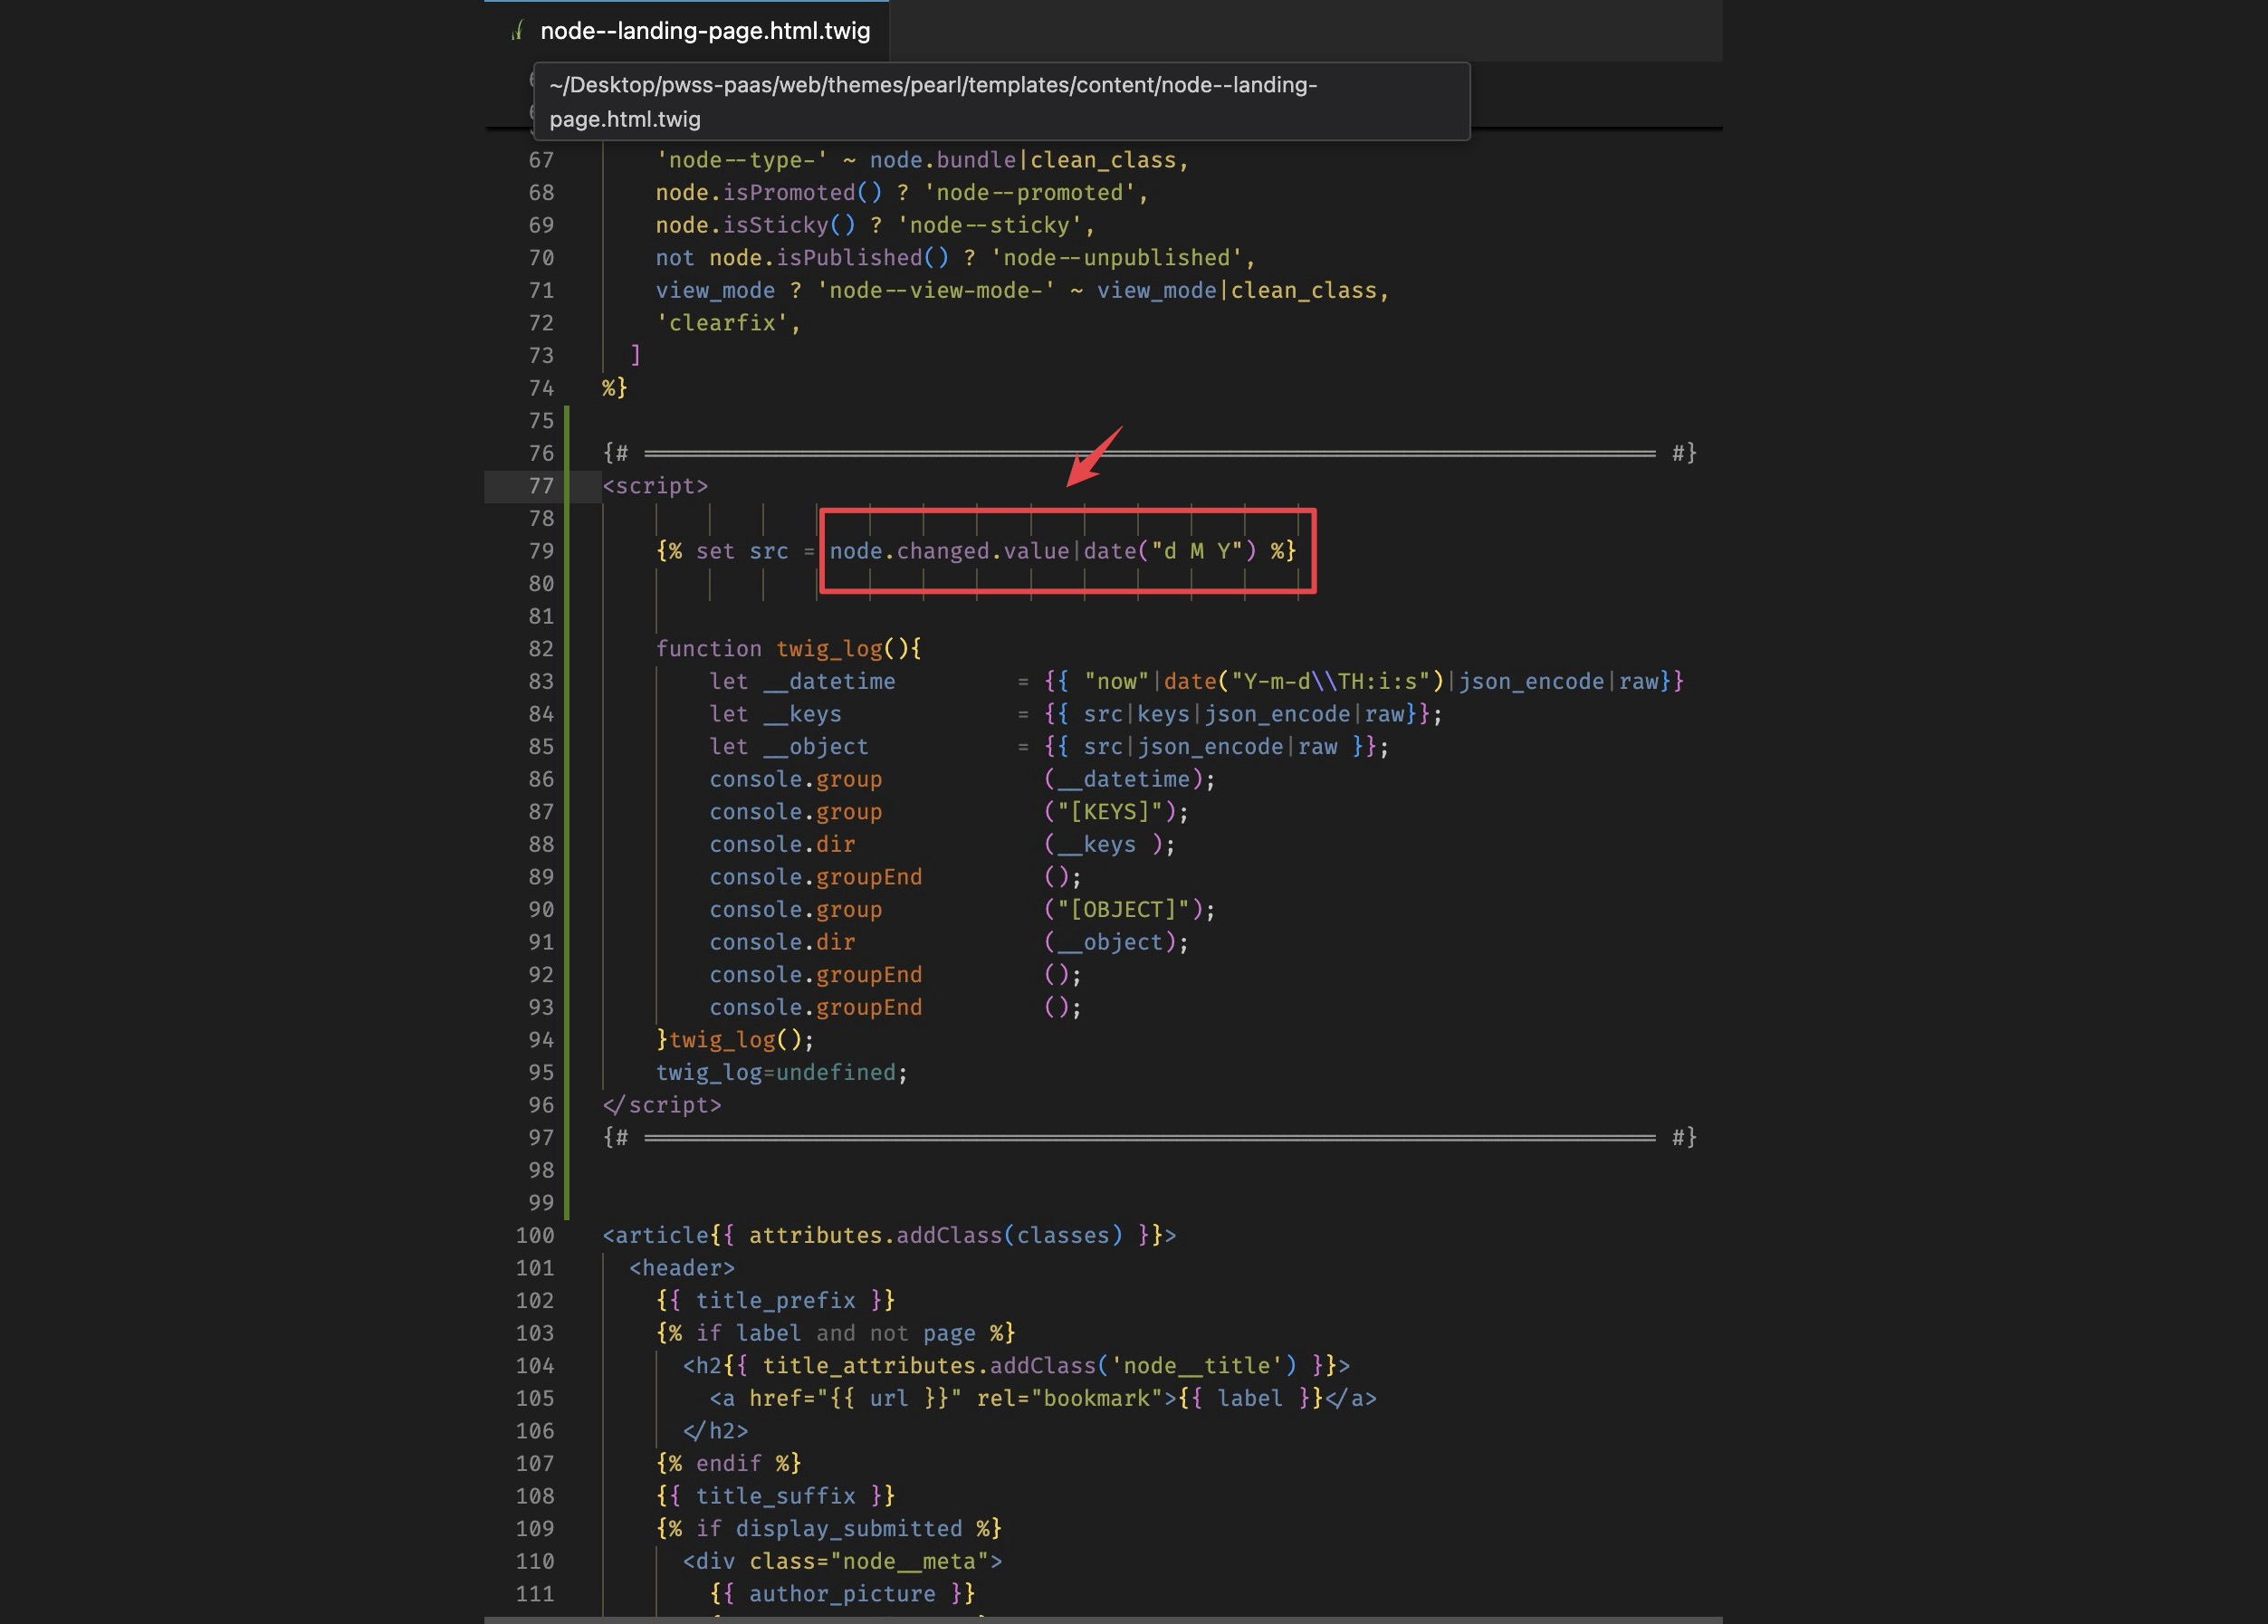 node--landing-page.html.twig
~/Desktop/pwss-paas/web/themes/pearl/templates/content/node--landing-
page.html.twig
67 'node--type-' ~ node.bundle|clean_class,
68 node.isPromoted() ? 'node--promoted',
69 node.isSticky() ? 'node--sticky',
70 not node.isPublished() ? 'node--unpublished',
71 view_mode ? 'node--view-mode-' ~ view_mode|clean_class,
72 'clearfix',
73 ]
74 %}
75
76 {# ============================================================================ #}
77 <script>
78
79 {% set src = node.changed.value|date("d M Y") %}
80
81
82 function twig_log(){
83 let __datetime = {{ "now"|date("Y-m-d\\TH:i:s")|json_encode|raw}}
84 let __keys = {{ src|keys|json_encode|raw}};
85 let __object = {{ src|json_encode|raw }};
86 console.group (__datetime);
87 console.group ("[KEYS]");
88 console.dir (__keys );
89 console.groupEnd ();
90 console.group ("[OBJECT]");
91 console.dir (__object);
92 console.groupEnd ();
93 console.groupEnd ();
94 }twig_log();
95 twig_log=undefined;
96 </script>
97 {# ============================================================================ #}
98
99
100 <article{{ attributes.addClass(classes) }}>
101 <header>
102 {{ title_prefix }}
103 {% if label and not page %}
104 <h2{{ title_attributes.addClass('node__title') }}>
105 <a href="{{ url }}" rel="bookmark">{{ label }}</a>
106 </h2>
107 {% endif %}
108 {{ title_suffix }}
109 {% if display_submitted %}
110 <div class="node__meta">
111 {{ author_picture }}